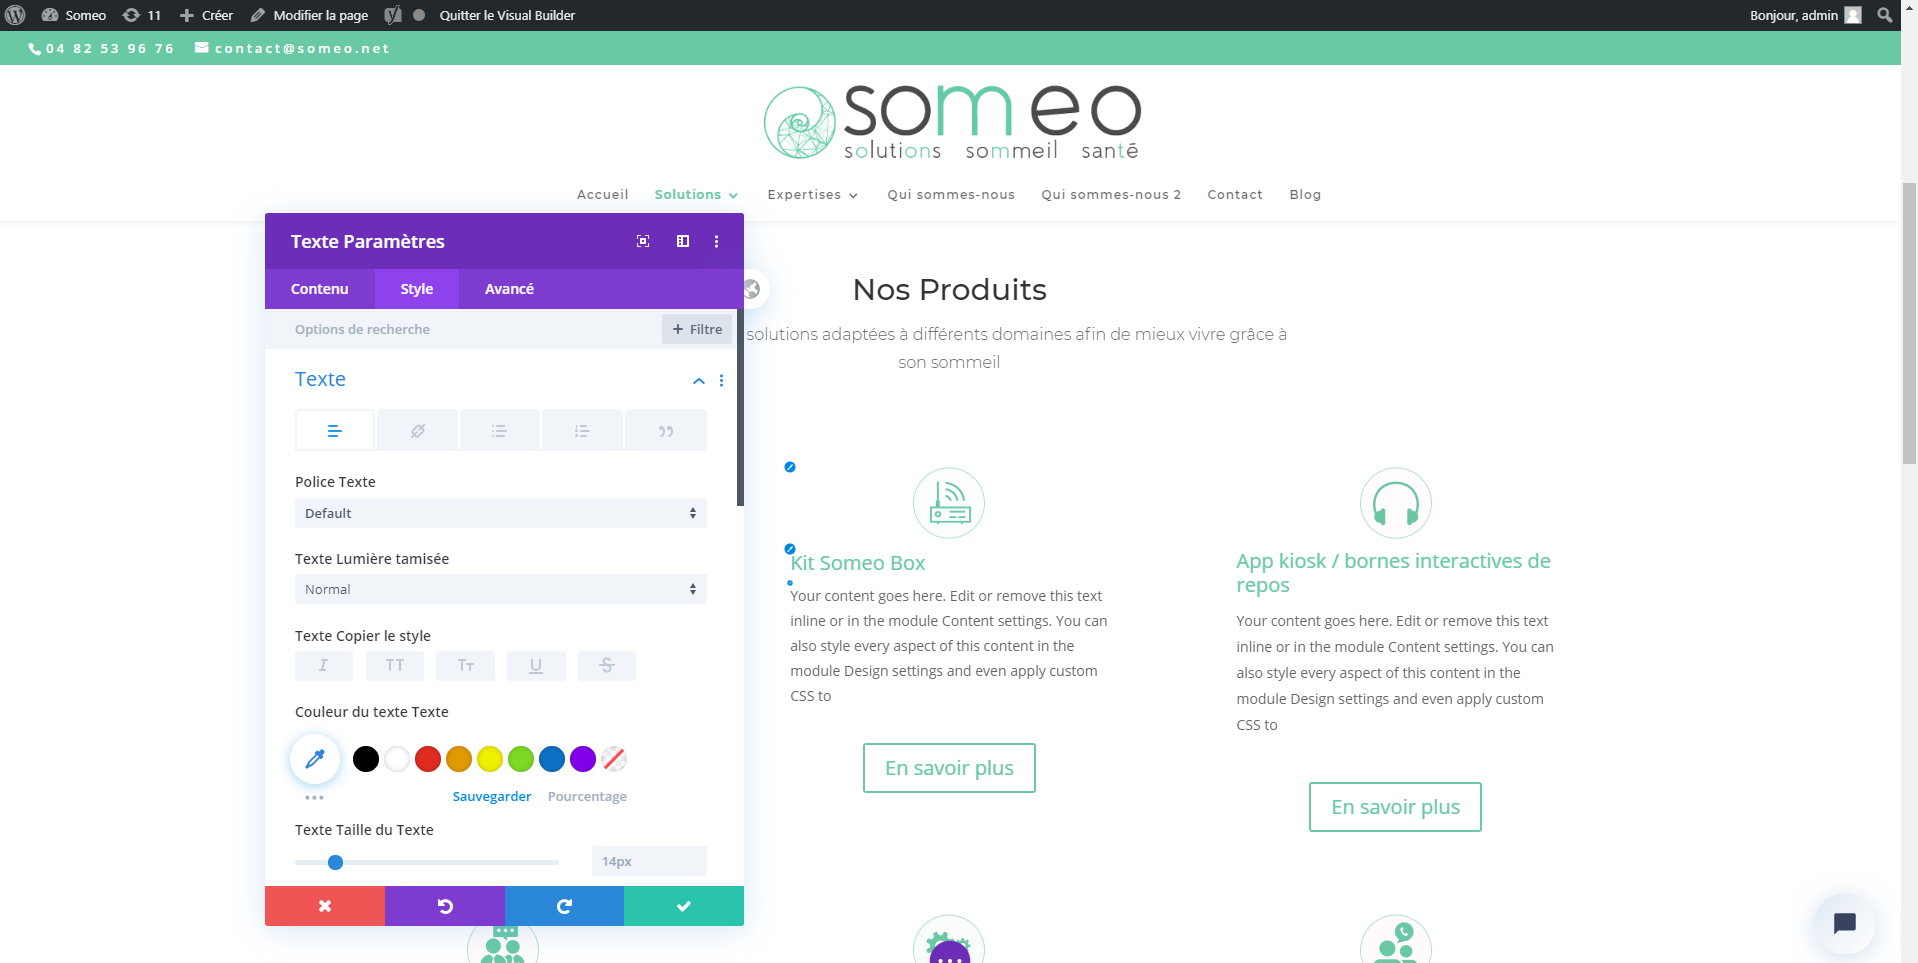 Someo
11
Créer
Modifier la page
Quitter le Visual Builder
Bonjour, admin
04 82 53 96 76
contact@someo.net
someo
solutions sommeil santé
Accueil
Solutions
Expertises
Qui sommes-nous
Qui sommes-nous 2
Contact
Blog
Texte Paramètres
Contenu
Style
Avancé
Options de recherche
+ Filtre
Texte
Police Texte
Default
Texte Lumière tamisée
Normal
Texte Copier le style
I
TT
Tт
U
S
Couleur du texte Texte
Sauvegarder
Pourcentage
Texte Taille du Texte
14px
Nos Produits
solutions adaptées à différents domaines afin de mieux vivre grâce à
son sommeil
Kit Someo Box
Your content goes here. Edit or remove this text
inline or in the module Content settings. You can
also style every aspect of this content in the
module Design settings and even apply custom
CSS to
En savoir plus
App kiosk / bornes interactives de
repos
Your content goes here. Edit or remove this text
inline or in the module Content settings. You can
also style every aspect of this content in the
module Design settings and even apply custom
CSS to
En savoir plus